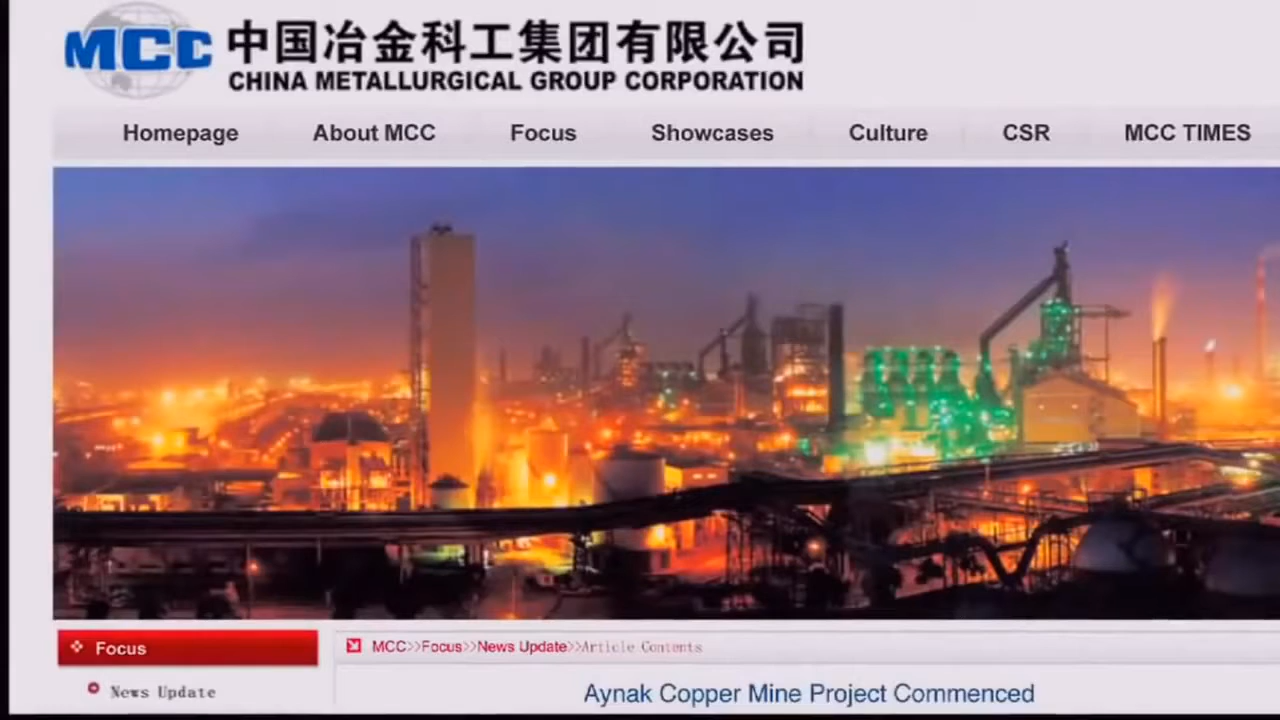 MCC 中国冶金科工集团有限公司
CHINA METALLURGICAL GROUP CORPORATION
Homepage About MCC Focus Showcases Culture CSR MCC TIMES
Focus
MCC>>Focus>>News Update>>Article Contents
News Update
Aynak Copper Mine Project Commenced